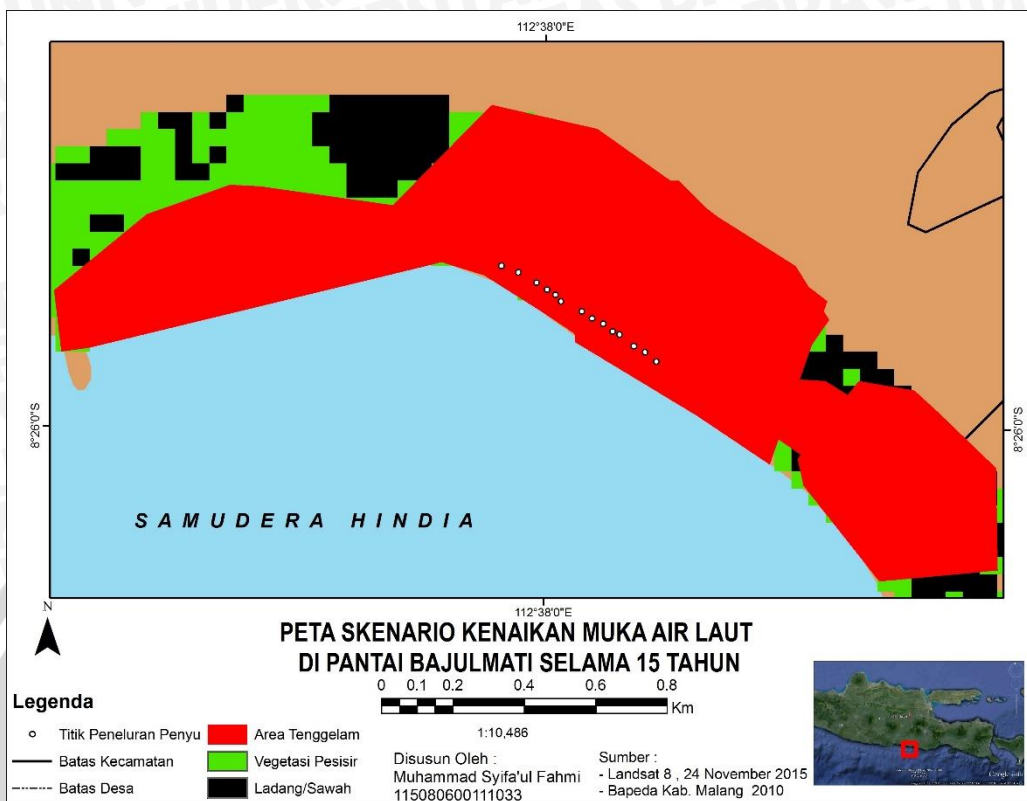 112°38'0"E
8°26'0"S
8°26'0"S
SAMUDERA HINDIA
112°38'0"E
N
PETA SKENARIO KENAIKAN MUKA AIR LAUT
DI PANTAI BAJULMATI SELAMA 15 TAHUN
0 0.1 0.2 0.4 0.6 0.8
Km
1:10,486
Legenda
Titik Peneluran Penyu
Batas Kecamatan
Batas Desa
Area Tenggelam
Vegetasi Pesisir
Ladang/Sawah
Disusun Oleh :
Muhammad Syifa'ul Fahmi
115080600111033
Sumber :
- Landsat 8 , 24 November 2015
- Bapeda Kab. Malang 2010